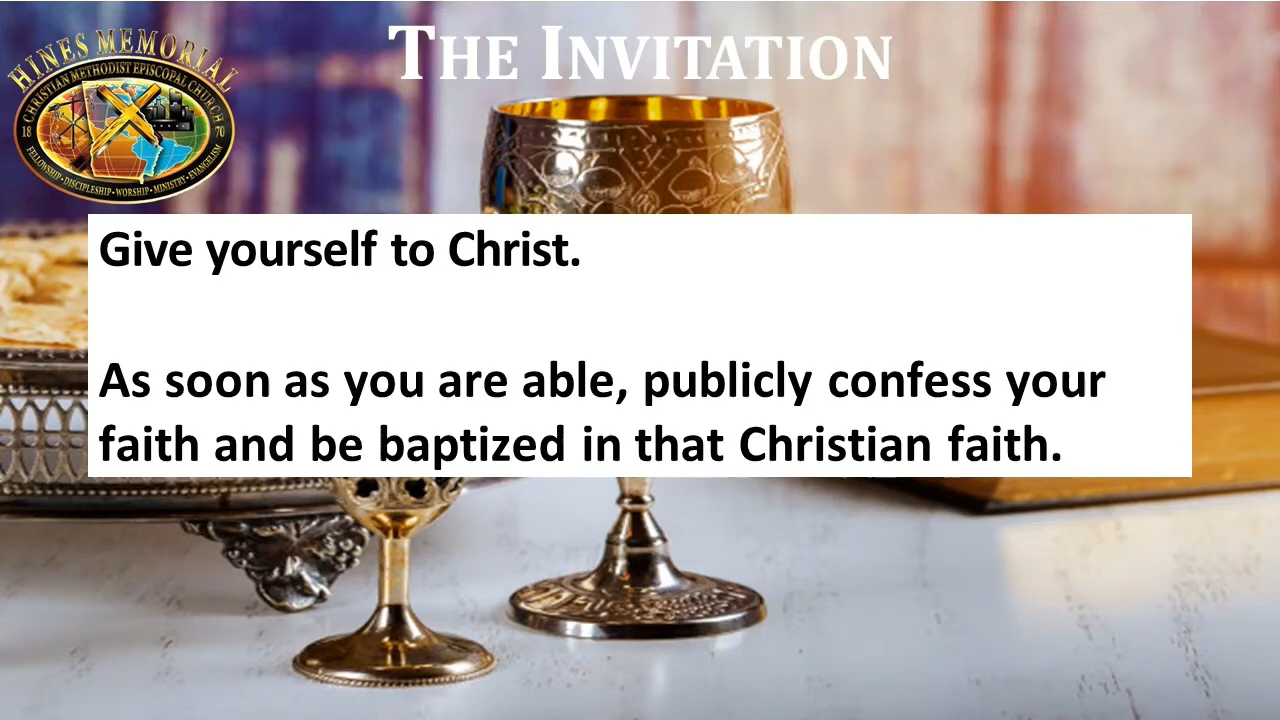 THE INVITATION
HINES MEMORIAL
CHRISTIAN METHODIST EPISCOPAL CHURCH
18 70
FELLOWSHIP • DISCIPLESHIP • WORSHIP • MINISTRY • EVANGELISM
Give yourself to Christ.
As soon as you are able, publicly confess your
faith and be baptized in that Christian faith.